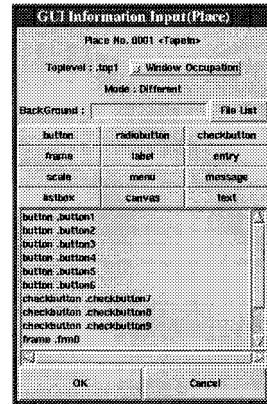 GUI Information Input(Place)
Place No. 0001 <Tapein>
Toplevel : .top1 Window Occupation
Mode : Different
BackGround : File List
button radiobutton checkbutton
frame label entry
scale menu message
listbox canvas text
button .button1
button .button2
button .button3
button .button4
button .button5
button .button6
checkbutton .checkbutton7
checkbutton .checkbutton8
checkbutton .checkbutton9
frame .frm0
OK Cancel